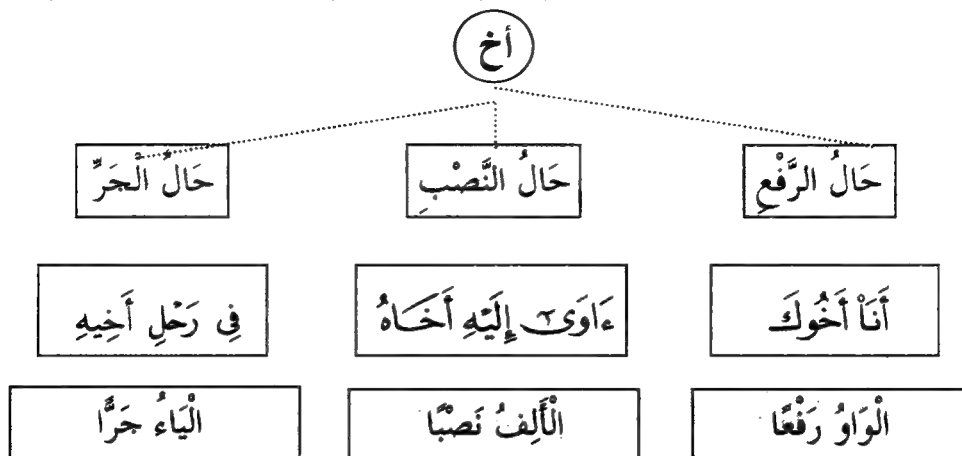 أخ
حَالُ الرَّفْعِ حَالُ النَّصْبِ حَالُ الْجَرِّ
أَنَا۠ أَخُوكَ ءَاوَىٰٓ إِلَيْهِ أَخَاهُ فِى رَحْلِ أَخِيهِ
الْوَاوُ رَفْعًا الْأَلِفُ نَصْبًا الْيَاءُ جَرًّا